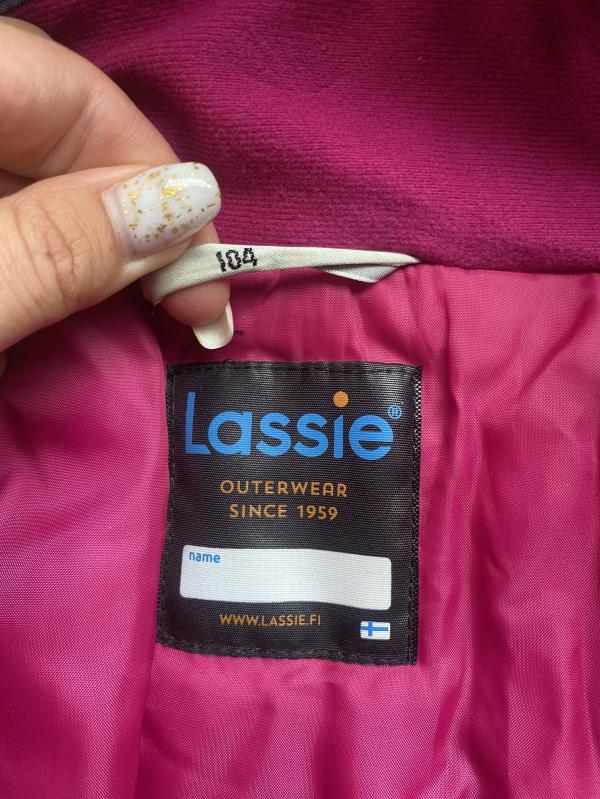 104
Lassie®
OUTERWEAR
SINCE 1959
name
WWW.LASSIE.FI